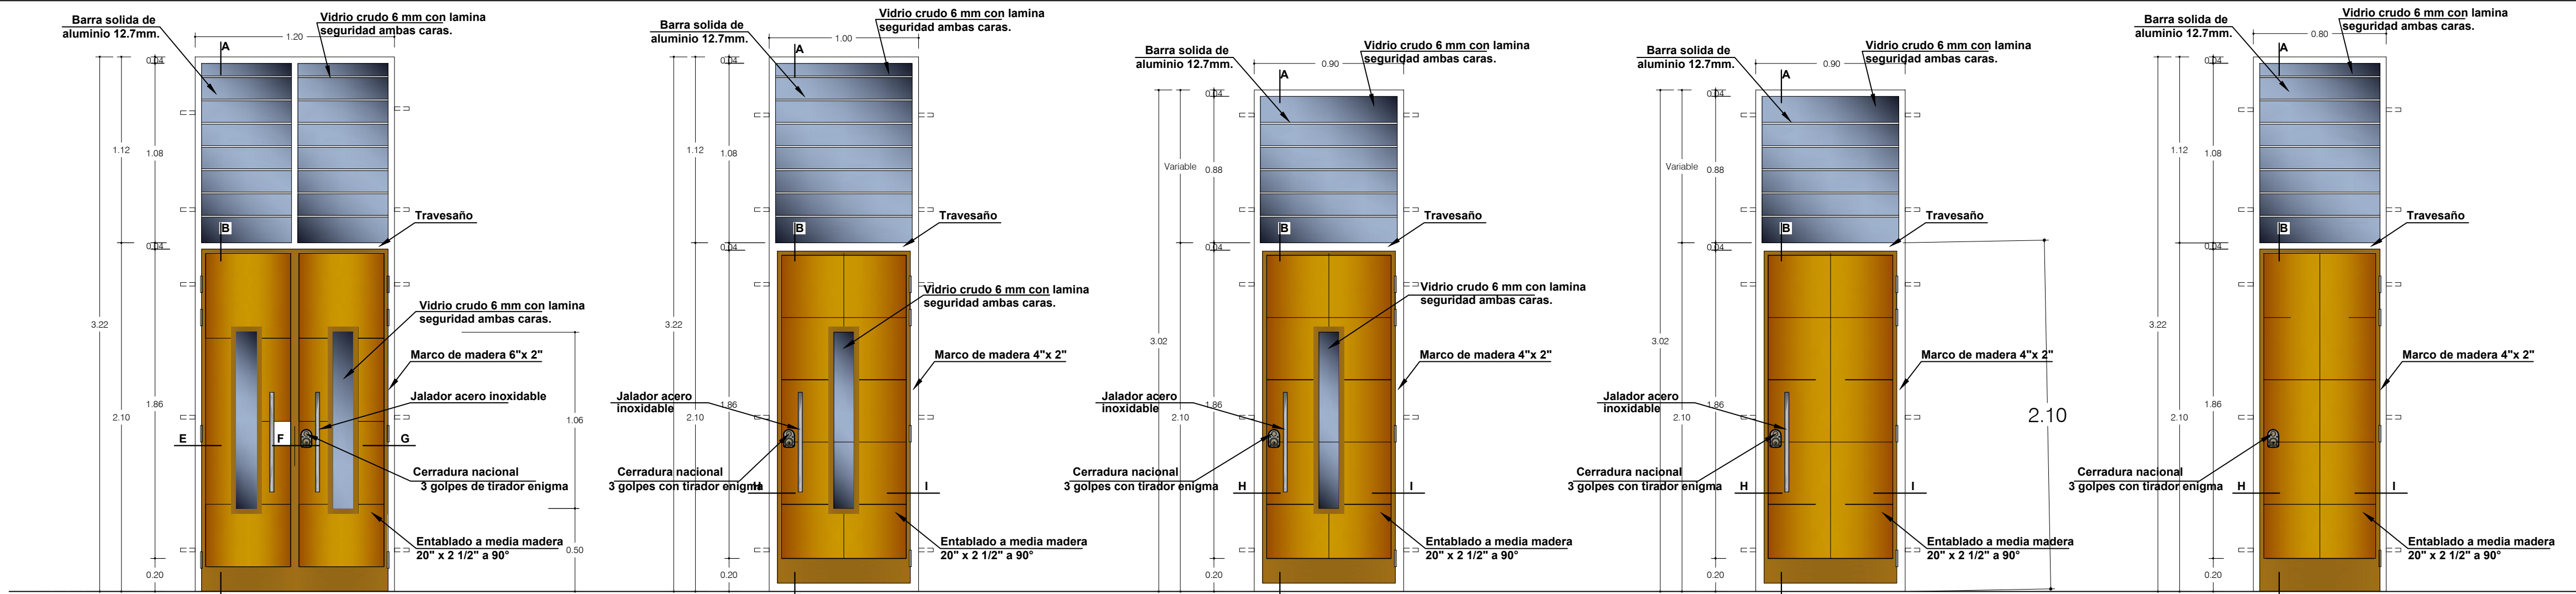 Barra solida de
aluminio 12.7mm.
Vidrio crudo 6 mm con lamina
seguridad ambas caras.
1.20
A
0.04
1.12
1.08
B
Travesaño
0.04
Vidrio crudo 6 mm con lamina
seguridad ambas caras.
3.22
Marco de madera 6"x 2"
Jalador acero inoxidable
2.10
1.86
1.06
E
F
G
Cerradura nacional
3 golpes de tirador enigma
Entablado a media madera
20" x 2 1/2" a 90°
0.50
0.20
Barra solida de
aluminio 12.7mm.
Vidrio crudo 6 mm con lamina
seguridad ambas caras.
1.00
A
0.04
1.12
1.08
B
Travesaño
0.04
Vidrio crudo 6 mm con lamina
seguridad ambas caras.
3.22
Marco de madera 4"x 2"
Jalador acero
inoxidable
2.10
1.86
Cerradura nacional
3 golpes con tirador enigma
H
I
Entablado a media madera
20" x 2 1/2" a 90°
0.20
Barra solida de
aluminio 12.7mm.
Vidrio crudo 6 mm con lamina
seguridad ambas caras.
0.90
A
0.04
Variable
0.88
B
Travesaño
0.04
Vidrio crudo 6 mm con lamina
seguridad ambas caras.
3.02
Marco de madera 4"x 2"
Jalador acero
inoxidable
2.10
1.86
Cerradura nacional
3 golpes con tirador enigma
H
I
Entablado a media madera
20" x 2 1/2" a 90°
0.20
Barra solida de
aluminio 12.7mm.
Vidrio crudo 6 mm con lamina
seguridad ambas caras.
0.90
A
0.04
Variable
0.88
B
Travesaño
0.04
3.02
Marco de madera 4"x 2"
Jalador acero
inoxidable
2.10
1.86
2.10
Cerradura nacional
3 golpes con tirador enigma
H
I
Entablado a media madera
20" x 2 1/2" a 90°
0.20
Barra solida de
aluminio 12.7mm.
Vidrio crudo 6 mm con lamina
seguridad ambas caras.
0.80
A
0.04
1.12
1.08
B
Travesaño
0.04
3.22
Marco de madera 4"x 2"
2.10
1.86
Cerradura nacional
3 golpes con tirador enigma
H
I
Entablado a media madera
20" x 2 1/2" a 90°
0.20